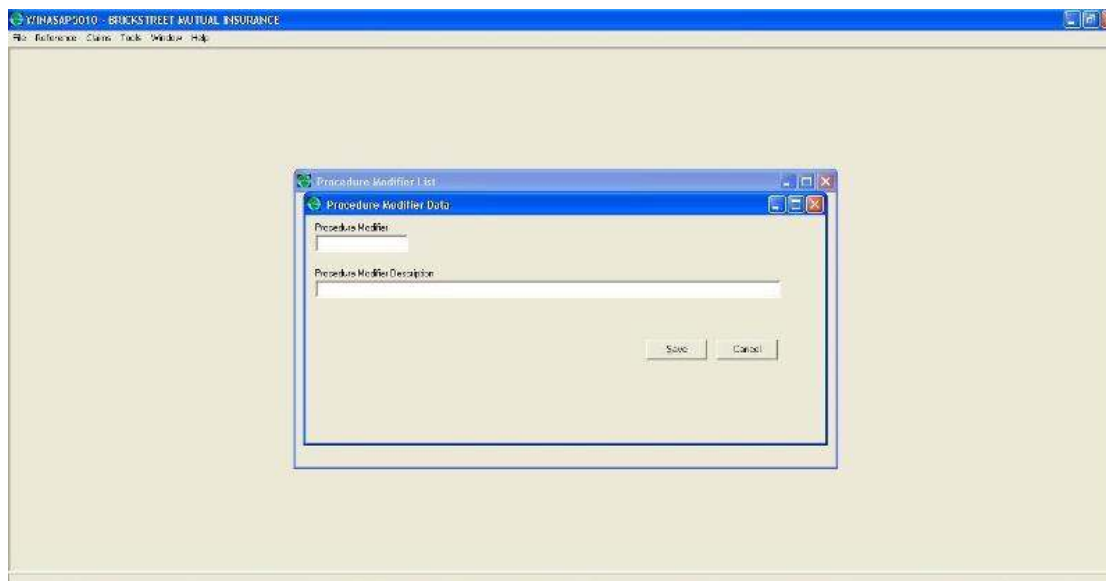 WINASAP5010 - BRICKSTREET MUTUAL INSURANCE
File Reference Claims Tools Window Help
Procedure Modifier List
Procedure Modifier Data
Procedure Modifier
Procedure Modifier Description
Save Cancel